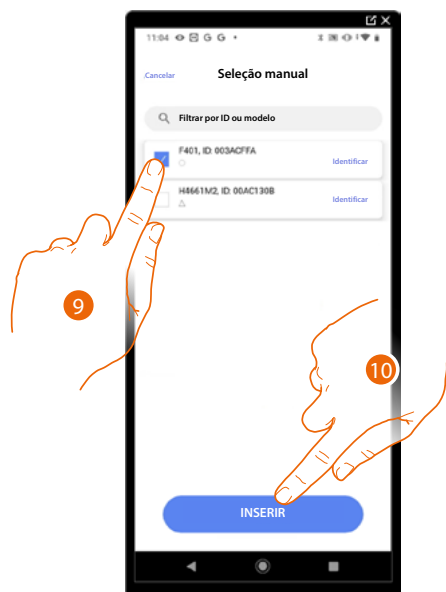 11:04 G G
Cancelar Seleção manual
Filtrar por ID ou modelo
F401, ID: 003ACFFA
Identificar
H4661M2, ID: 00AC130B
Identificar
9
10
INSERIR